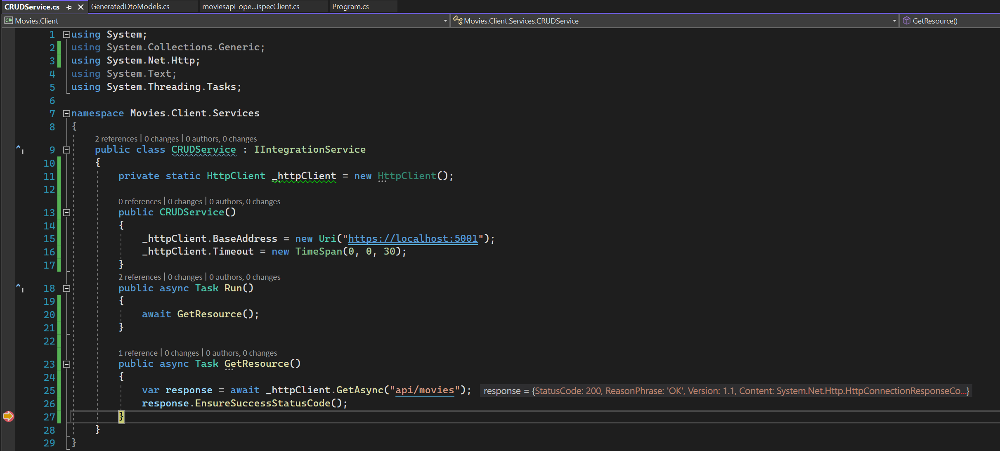 CRUDService.cs GeneratedDtoModels.cs moviesapi_ope...ispecClient.cs Program.cs
C# Movies.Client Movies.Client.Services.CRUDService GetResource()
1 using System;
2 using System.Collections.Generic;
3 using System.Net.Http;
4 using System.Text;
5 using System.Threading.Tasks;
6
7 namespace Movies.Client.Services
8 {
2 references | 0 changes | 0 authors, 0 changes
9 public class CRUDService : IIntegrationService
10 {
11 private static HttpClient _httpClient = new HttpClient();
12
0 references | 0 changes | 0 authors, 0 changes
13 public CRUDService()
14 {
15 _httpClient.BaseAddress = new Uri("https://localhost:5001");
16 _httpClient.Timeout = new TimeSpan(0, 0, 30);
17 }
2 references | 0 changes | 0 authors, 0 changes
18 public async Task Run()
19 {
20 await GetResource();
21 }
22
1 reference | 0 changes | 0 authors, 0 changes
23 public async Task GetResource()
24 {
25 var response = await _httpClient.GetAsync("api/movies"); response = {StatusCode: 200, ReasonPhrase: 'OK', Version: 1.1, Content: System.Net.Http.HttpConnectionResponseCo...}
26 response.EnsureSuccessStatusCode();
27 }
28 }
29 }